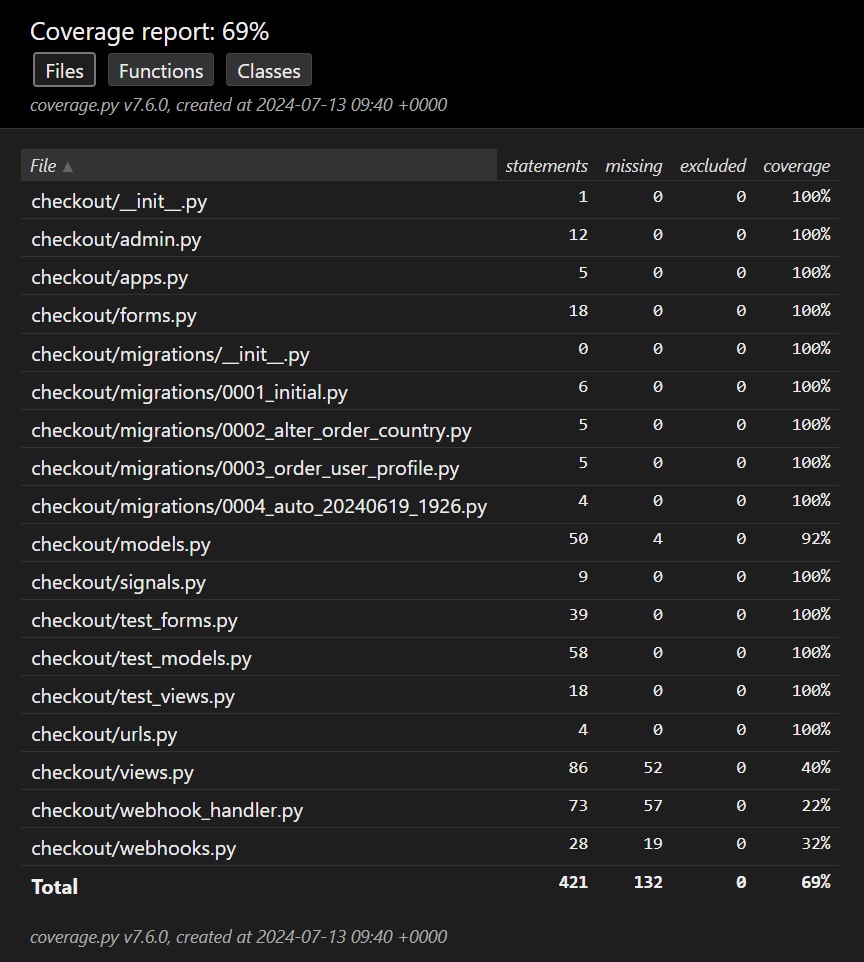 Coverage report: 69%
Files Functions Classes
coverage.py v7.6.0, created at 2024-07-13 09:40 +0000
File ▲ statements missing excluded coverage
checkout/__init__.py 1 0 0 100%
checkout/admin.py 12 0 0 100%
checkout/apps.py 5 0 0 100%
checkout/forms.py 18 0 0 100%
checkout/migrations/__init__.py 0 0 0 100%
checkout/migrations/0001_initial.py 6 0 0 100%
checkout/migrations/0002_alter_order_country.py 5 0 0 100%
checkout/migrations/0003_order_user_profile.py 5 0 0 100%
checkout/migrations/0004_auto_20240619_1926.py 4 0 0 100%
checkout/models.py 50 4 0 92%
checkout/signals.py 9 0 0 100%
checkout/test_forms.py 39 0 0 100%
checkout/test_models.py 58 0 0 100%
checkout/test_views.py 18 0 0 100%
checkout/urls.py 4 0 0 100%
checkout/views.py 86 52 0 40%
checkout/webhook_handler.py 73 57 0 22%
checkout/webhooks.py 28 19 0 32%
Total 421 132 0 69%
coverage.py v7.6.0, created at 2024-07-13 09:40 +0000